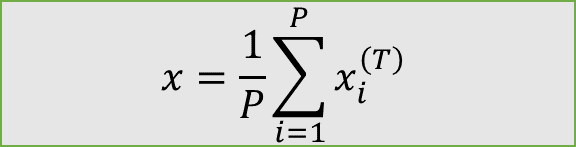 x = \frac{1}{P} \sum_{i=1}^{P} x_i^{(T)}